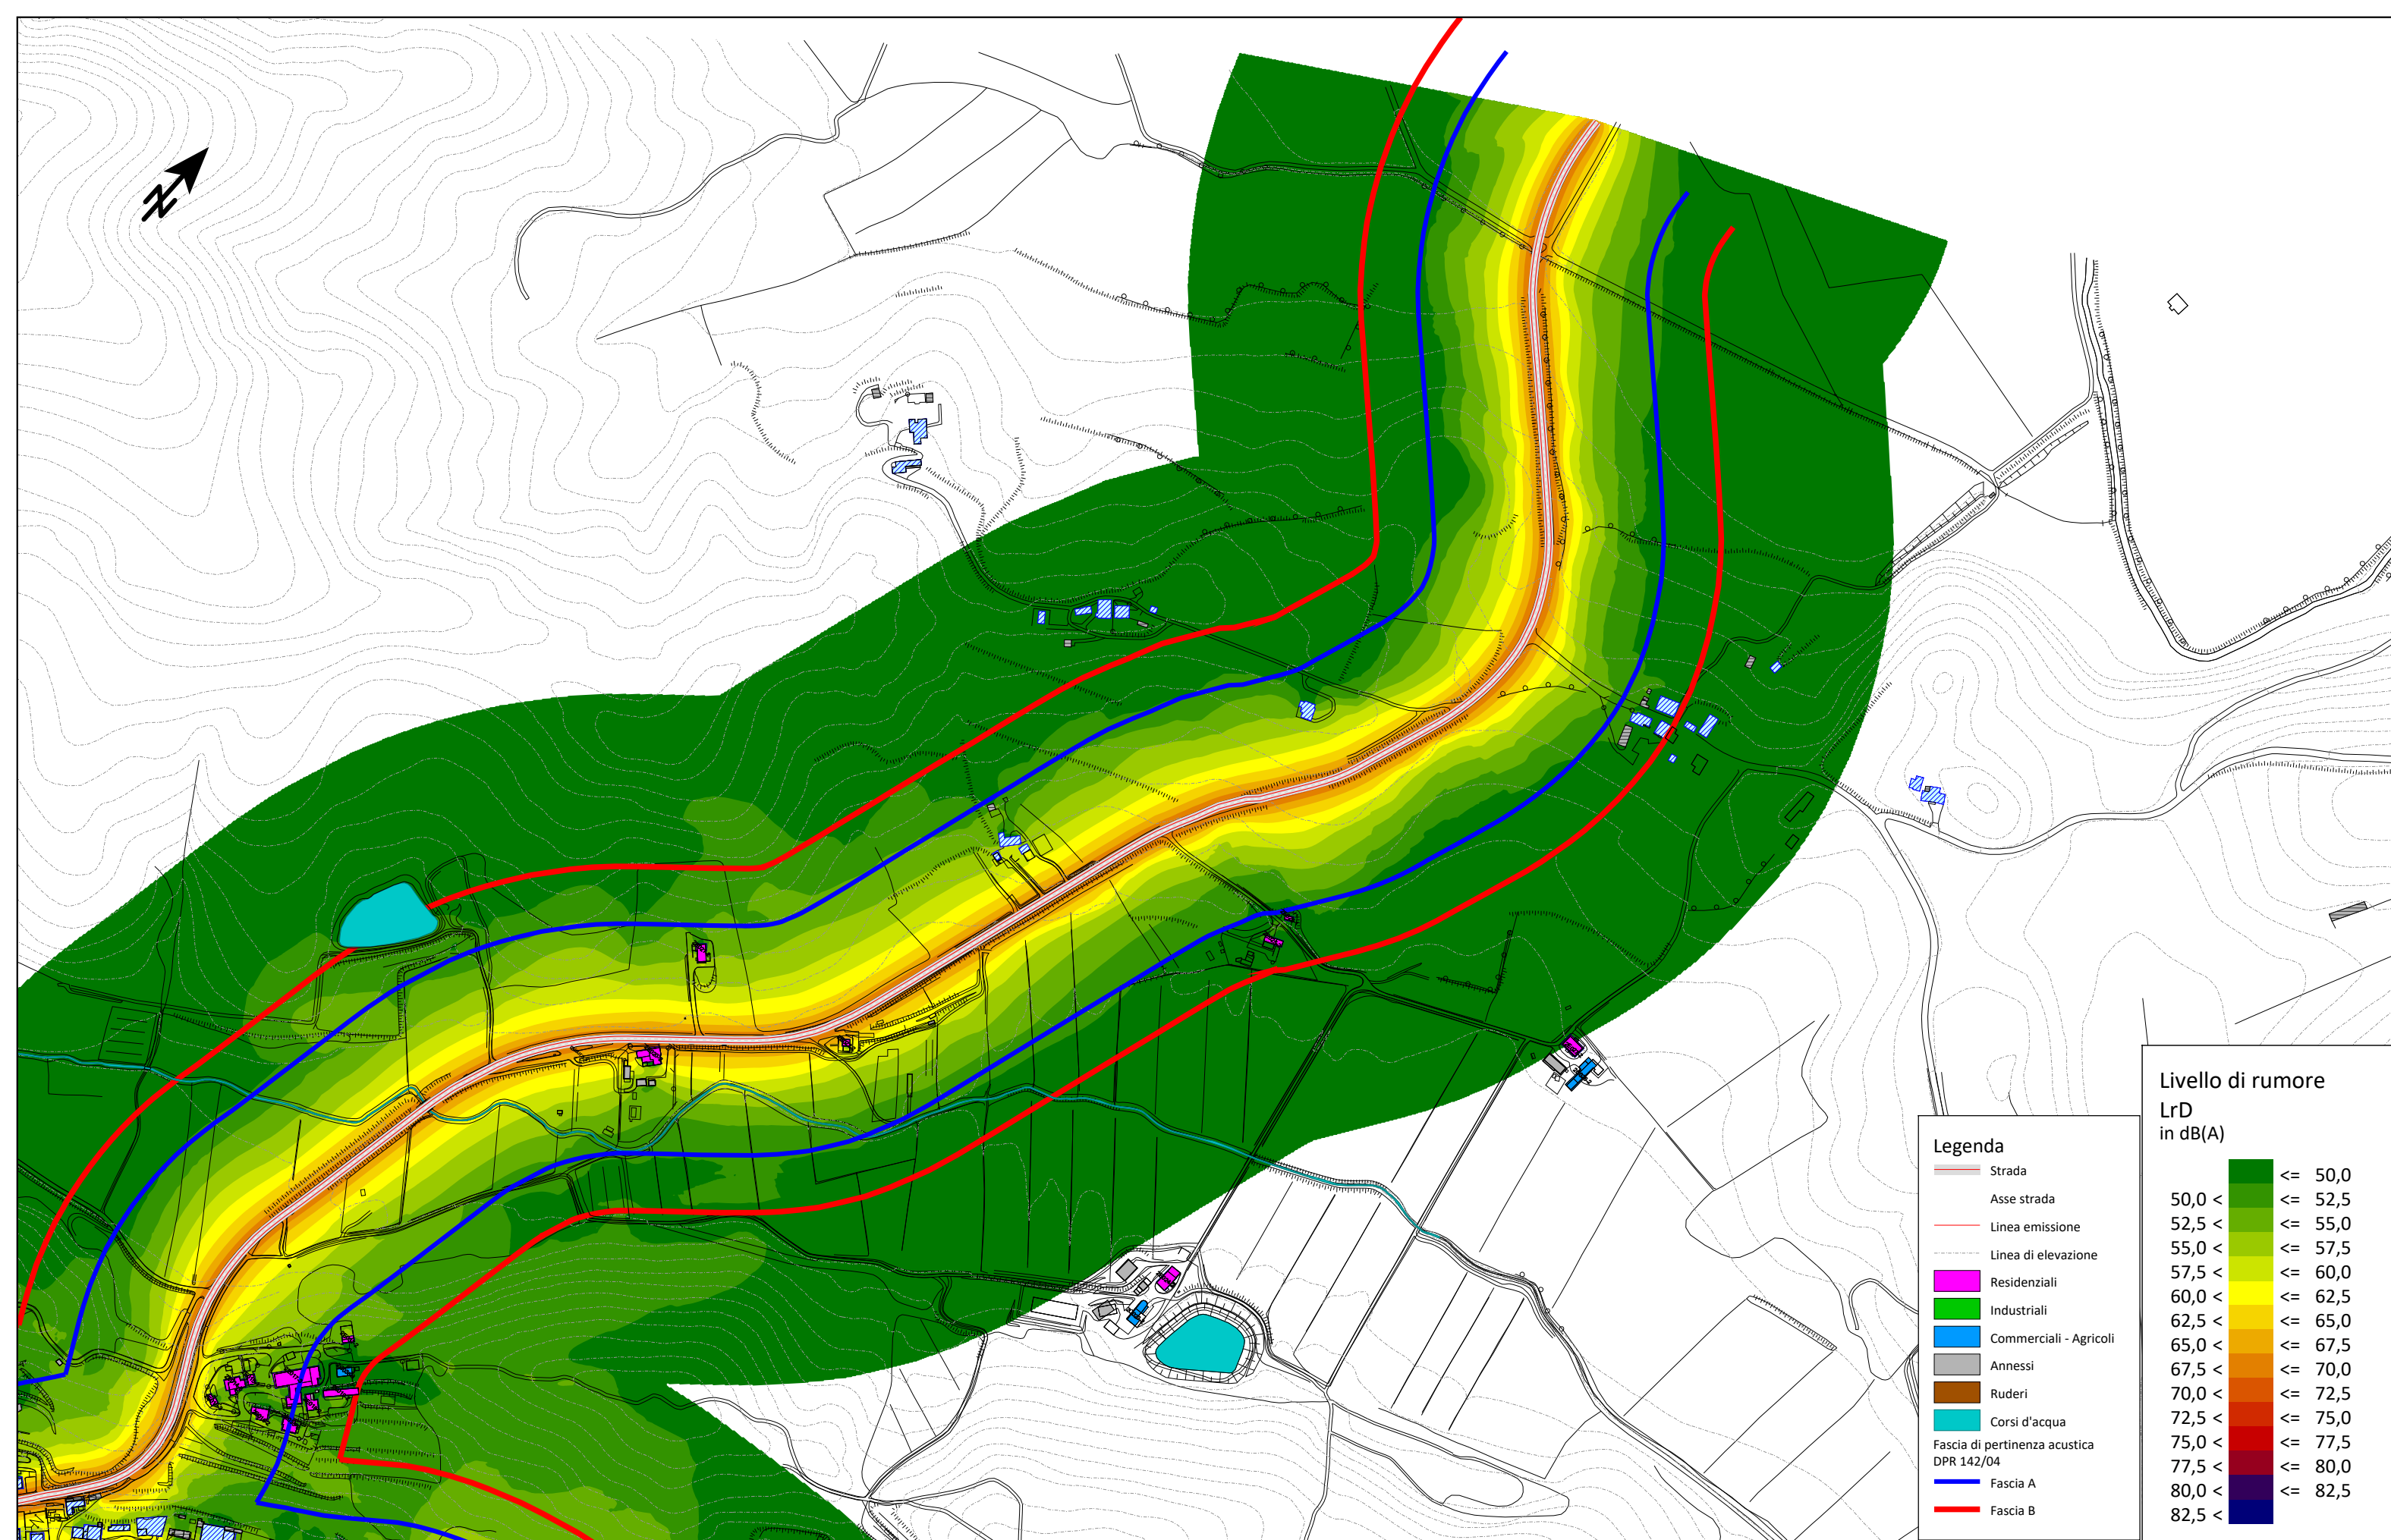 N
Legenda
Strada
Asse strada
Linea emissione
Linea di elevazione
Residenziali
Industriali
Commerciali - Agricoli
Annessi
Ruderi
Corsi d'acqua
Fascia di pertinenza acustica
DPR 142/04
Fascia A
Fascia B
Livello di rumore
LrD
in dB(A)
<= 50,0
50,0 < <= 52,5
52,5 < <= 55,0
55,0 < <= 57,5
57,5 < <= 60,0
60,0 < <= 62,5
62,5 < <= 65,0
65,0 < <= 67,5
67,5 < <= 70,0
70,0 < <= 72,5
72,5 < <= 75,0
75,0 < <= 77,5
77,5 < <= 80,0
80,0 < <= 82,5
82,5 <